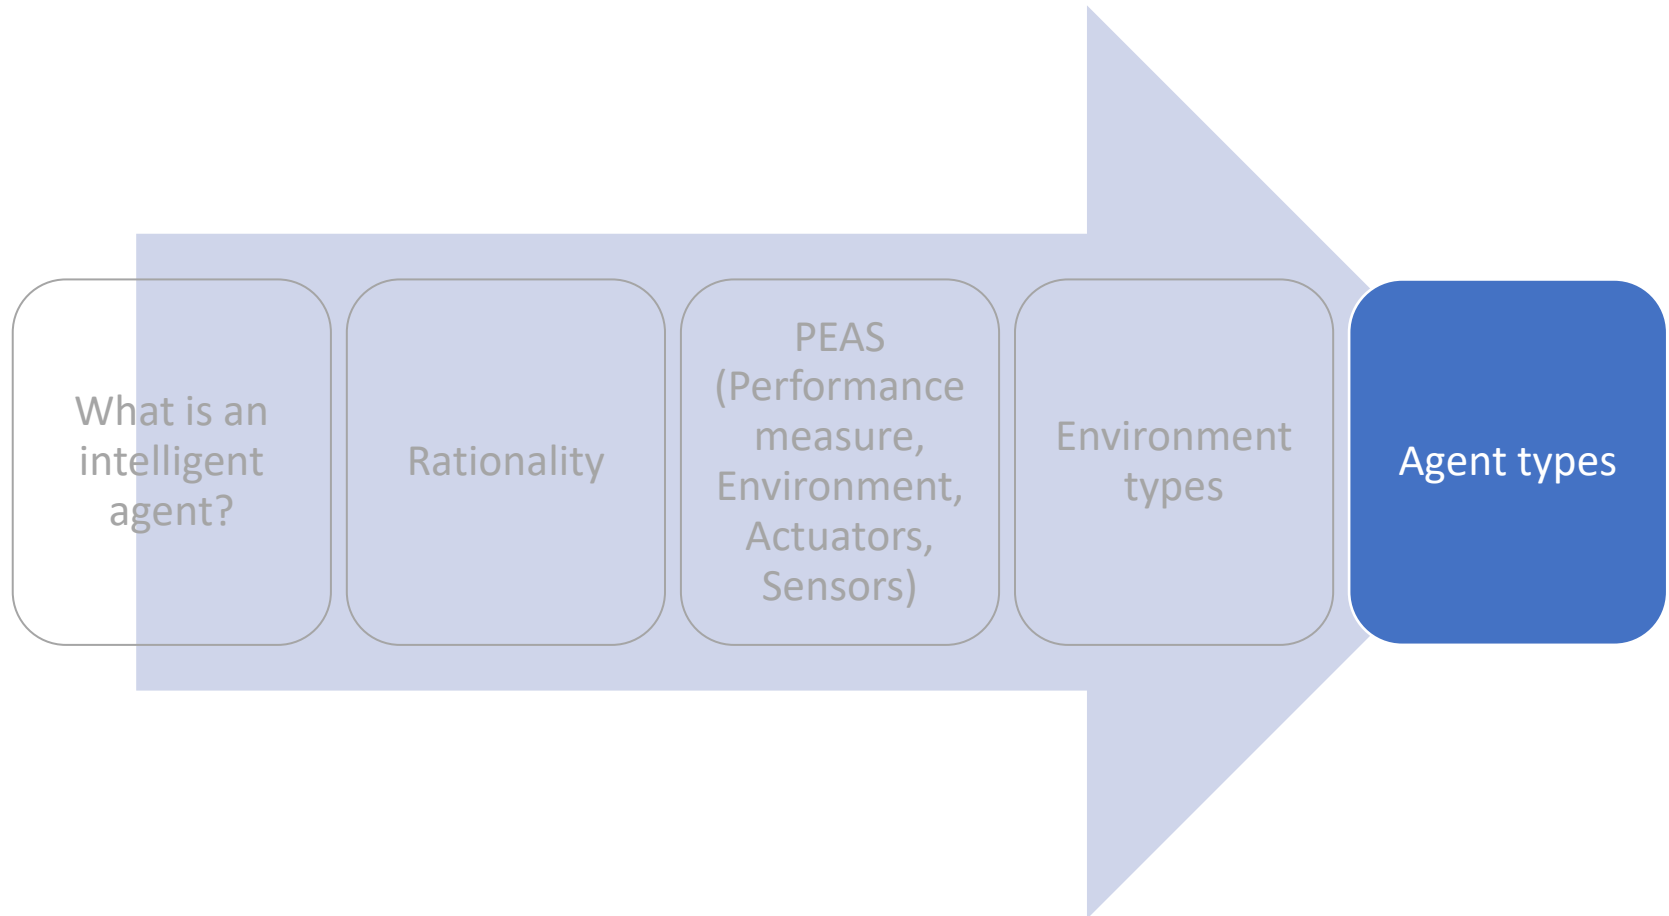 What is an
intelligent
agent?
Rationality
PEAS
(Performance
measure,
Environment,
Actuators,
Sensors)
Environment
types
Agent types